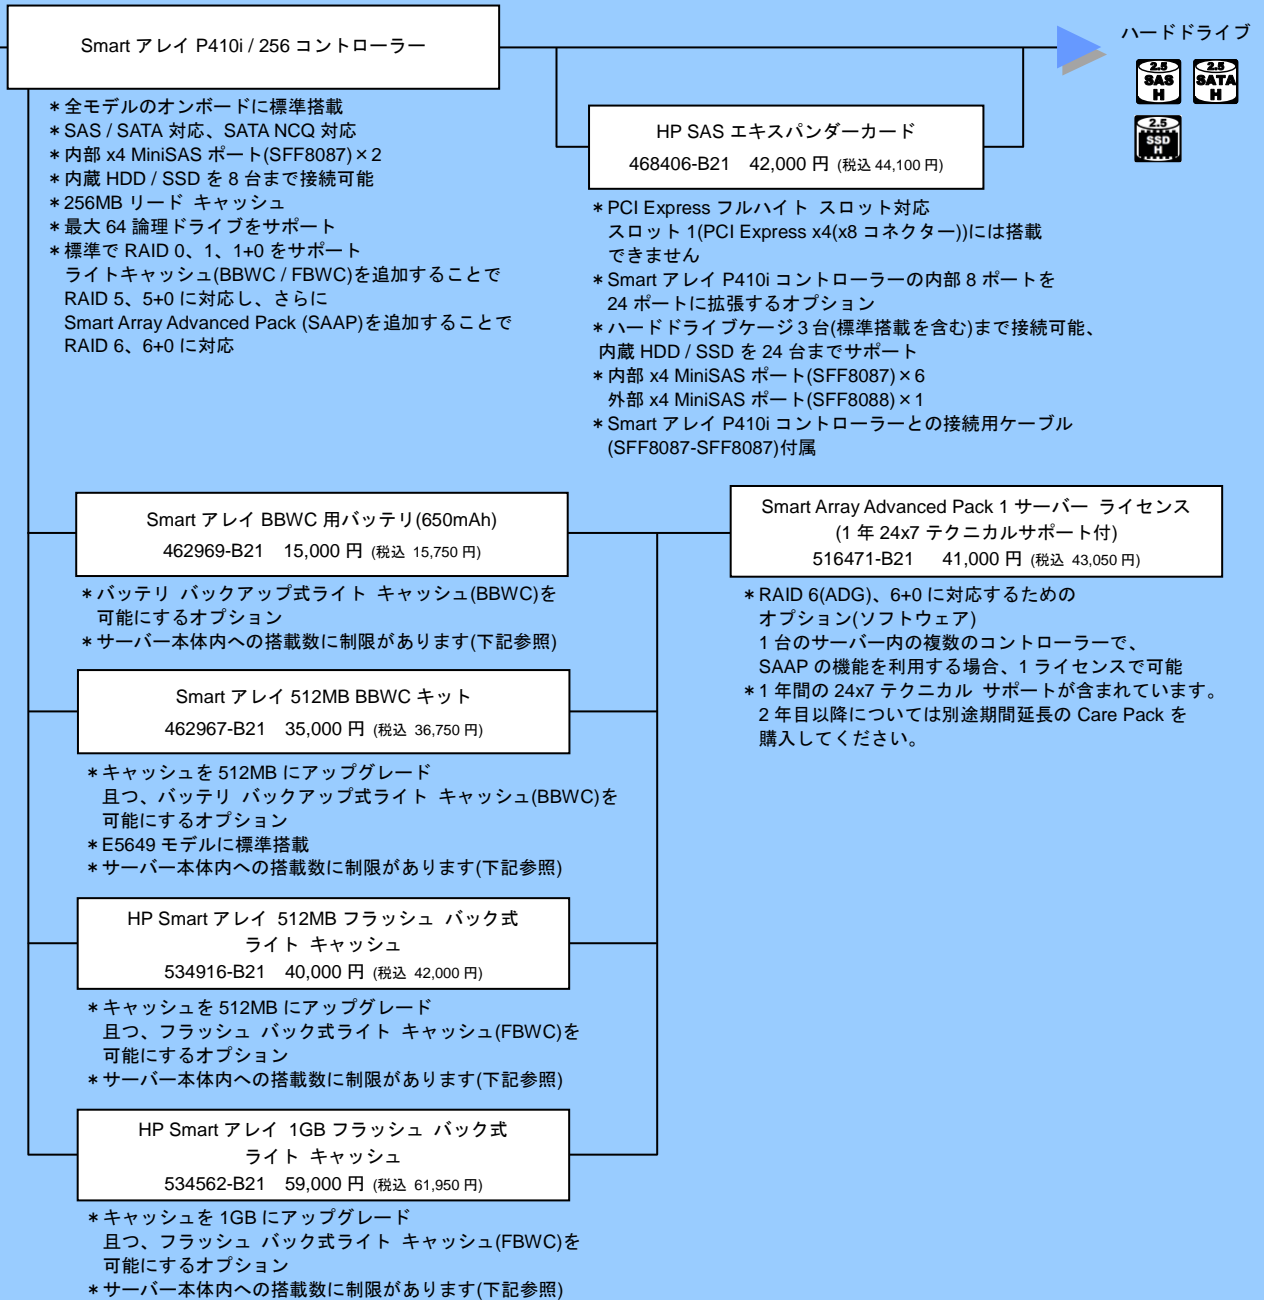 Smart アレイ P410i / 256 コントローラー
ハードドライブ
2.5 SAS H
2.5 SATA H
2.5 SSD H
＊全モデルのオンボードに標準搭載
＊SAS / SATA 対応、SATA NCQ 対応
＊内部 x4 MiniSAS ポート(SFF8087)×2
＊内蔵 HDD / SSD を 8 台まで接続可能
＊256MB リード キャッシュ
＊最大 64 論理ドライブをサポート
＊標準で RAID 0、1、1+0 をサポート
ライトキャッシュ(BBWC / FBWC)を追加することで
RAID 5、5+0 に対応し、さらに
Smart Array Advanced Pack (SAAP)を追加することで
RAID 6、6+0 に対応
HP SAS エキスパンダーカード
468406-B21 42,000 円 (税込 44,100 円)
＊PCI Express フルハイト スロット対応
スロット 1(PCI Express x4(x8 コネクター))には搭載
できません
＊Smart アレイ P410i コントローラーの内部 8 ポートを
24 ポートに拡張するオプション
＊ハードドライブケージ 3 台(標準搭載を含む)まで接続可能、
内蔵 HDD / SSD を 24 台までサポート
＊内部 x4 MiniSAS ポート(SFF8087)×6
外部 x4 MiniSAS ポート(SFF8088)×1
＊Smart アレイ P410i コントローラーとの接続用ケーブル
(SFF8087-SFF8087)付属
Smart アレイ BBWC 用バッテリ(650mAh)
462969-B21 15,000 円 (税込 15,750 円)
＊バッテリ バックアップ式ライト キャッシュ(BBWC)を
可能にするオプション
＊サーバー本体内への搭載数に制限があります(下記参照)
Smart アレイ 512MB BBWC キット
462967-B21 35,000 円 (税込 36,750 円)
＊キャッシュを 512MB にアップグレード
且つ、バッテリ バックアップ式ライト キャッシュ(BBWC)を
可能にするオプション
＊E5649 モデルに標準搭載
＊サーバー本体内への搭載数に制限があります(下記参照)
HP Smart アレイ 512MB フラッシュ バック式
ライト キャッシュ
534916-B21 40,000 円 (税込 42,000 円)
＊キャッシュを 512MB にアップグレード
且つ、フラッシュ バック式ライト キャッシュ(FBWC)を
可能にするオプション
＊サーバー本体内への搭載数に制限があります(下記参照)
HP Smart アレイ 1GB フラッシュ バック式
ライト キャッシュ
534562-B21 59,000 円 (税込 61,950 円)
＊キャッシュを 1GB にアップグレード
且つ、フラッシュ バック式ライト キャッシュ(FBWC)を
可能にするオプション
＊サーバー本体内への搭載数に制限があります(下記参照)
Smart Array Advanced Pack 1 サーバー ライセンス
(1 年 24x7 テクニカルサポート付)
516471-B21 41,000 円 (税込 43,050 円)
＊RAID 6(ADG)、6+0 に対応するための
オプション(ソフトウェア)
1 台のサーバー内の複数のコントローラーで、
SAAP の機能を利用する場合、1 ライセンスで可能
＊1 年間の 24x7 テクニカル サポートが含まれています。
2 年目以降については別途期間延長の Care Pack を
購入してください。